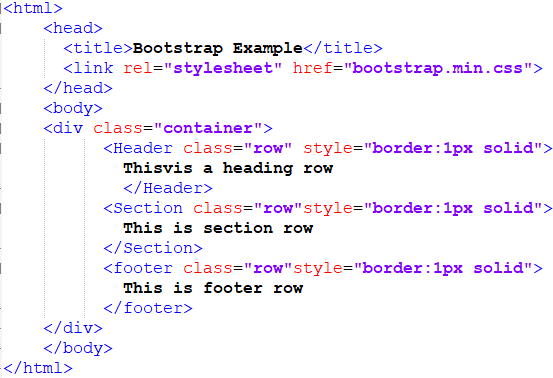 <html>
<head>
<title>Bootstrap Example</title>
<link rel="stylesheet" href="bootstrap.min.css">
</head>
<body>
<div class="container">
<Header class="row" style="border:1px solid">
Thisvis a heading row
</Header>
<Section class="row"style="border:1px solid">
This is section row
</Section>
<footer class="row"style="border:1px solid">
This is footer row
</footer>
</div>
</body>
</html>